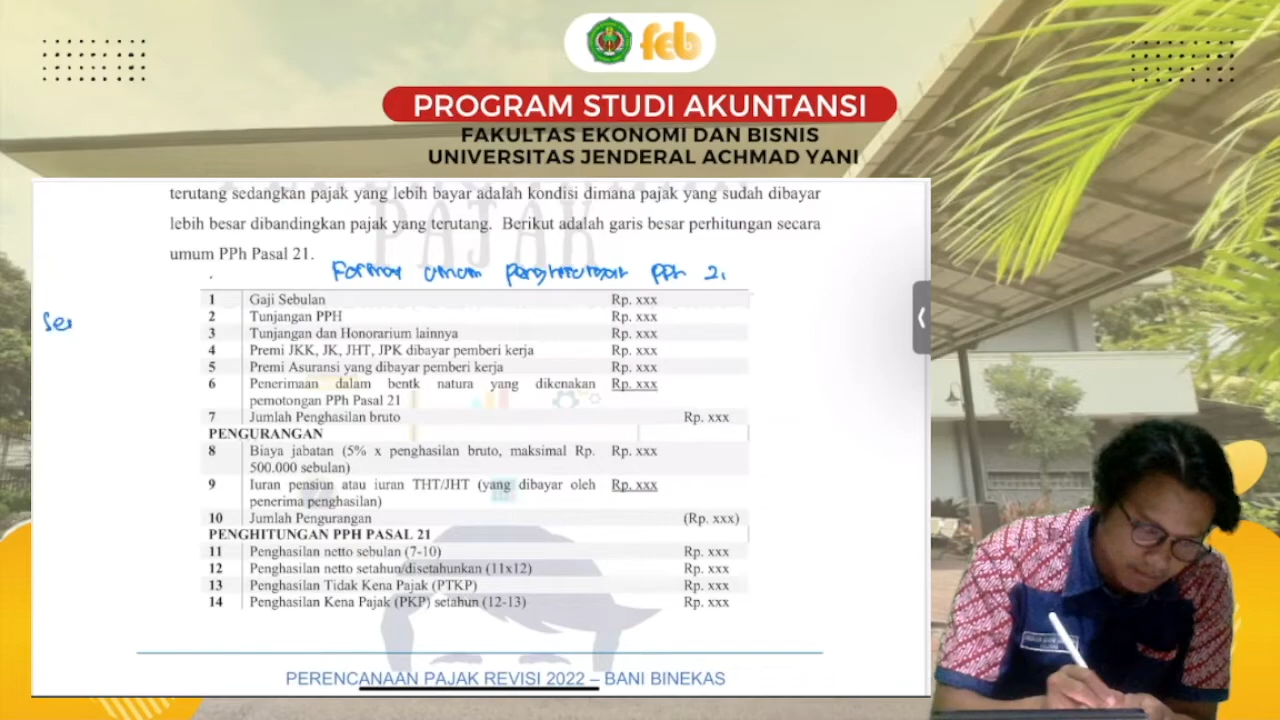 feb
PROGRAM STUDI AKUNTANSI
FAKULTAS EKONOMI DAN BISNIS
UNIVERSITAS JENDERAL ACHMAD YANI
PAJAK
terutang sedangkan pajak yang lebih bayar adalah kondisi dimana pajak yang sudah dibayar
lebih besar dibandingkan pajak yang terutang. Berikut adalah garis besar perhitungan secara
umum PPh Pasal 21.
Format umum penghitungan PPh 21
Ser
1 Gaji Sebulan Rp. xxx
2 Tunjangan PPH Rp. xxx
3 Tunjangan dan Honorarium lainnya Rp. xxx
4 Premi JKK, JK, JHT, JPK dibayar pemberi kerja Rp. xxx
5 Premi Asuransi yang dibayar pemberi kerja Rp. xxx
6 Penerimaan dalam bentk natura yang dikenakan Rp. xxx
pemotongan PPh Pasal 21
7 Jumlah Penghasilan bruto Rp. xxx
PENGURANGAN
8 Biaya jabatan (5% x penghasilan bruto, maksimal Rp. Rp. xxx
500.000 sebulan)
9 Iuran pensiun atau iuran THT/JHT (yang dibayar oleh Rp. xxx
penerima penghasilan)
10 Jumlah Pengurangan (Rp. xxx)
PENGHITUNGAN PPH PASAL 21
11 Penghasilan netto sebulan (7-10) Rp. xxx
12 Penghasilan netto setahun/disetahunkan (11x12) Rp. xxx
13 Penghasilan Tidak Kena Pajak (PTKP) Rp. xxx
14 Penghasilan Kena Pajak (PKP) setahun (12-13) Rp. xxx
PERENCANAAN PAJAK REVISI 2022 – BANI BINEKAS